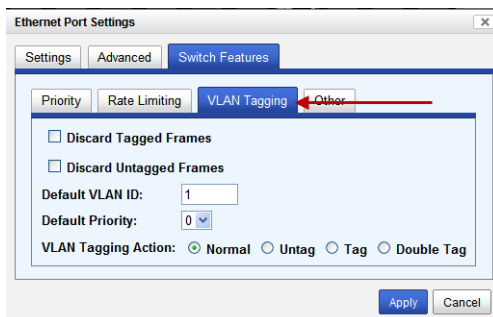 Ethernet Port Settings
Settings Advanced Switch Features
Priority Rate Limiting VLAN Tagging Other
Discard Tagged Frames
Discard Untagged Frames
Default VLAN ID: 1
Default Priority: 0
VLAN Tagging Action: Normal Untag Tag Double Tag
Apply Cancel